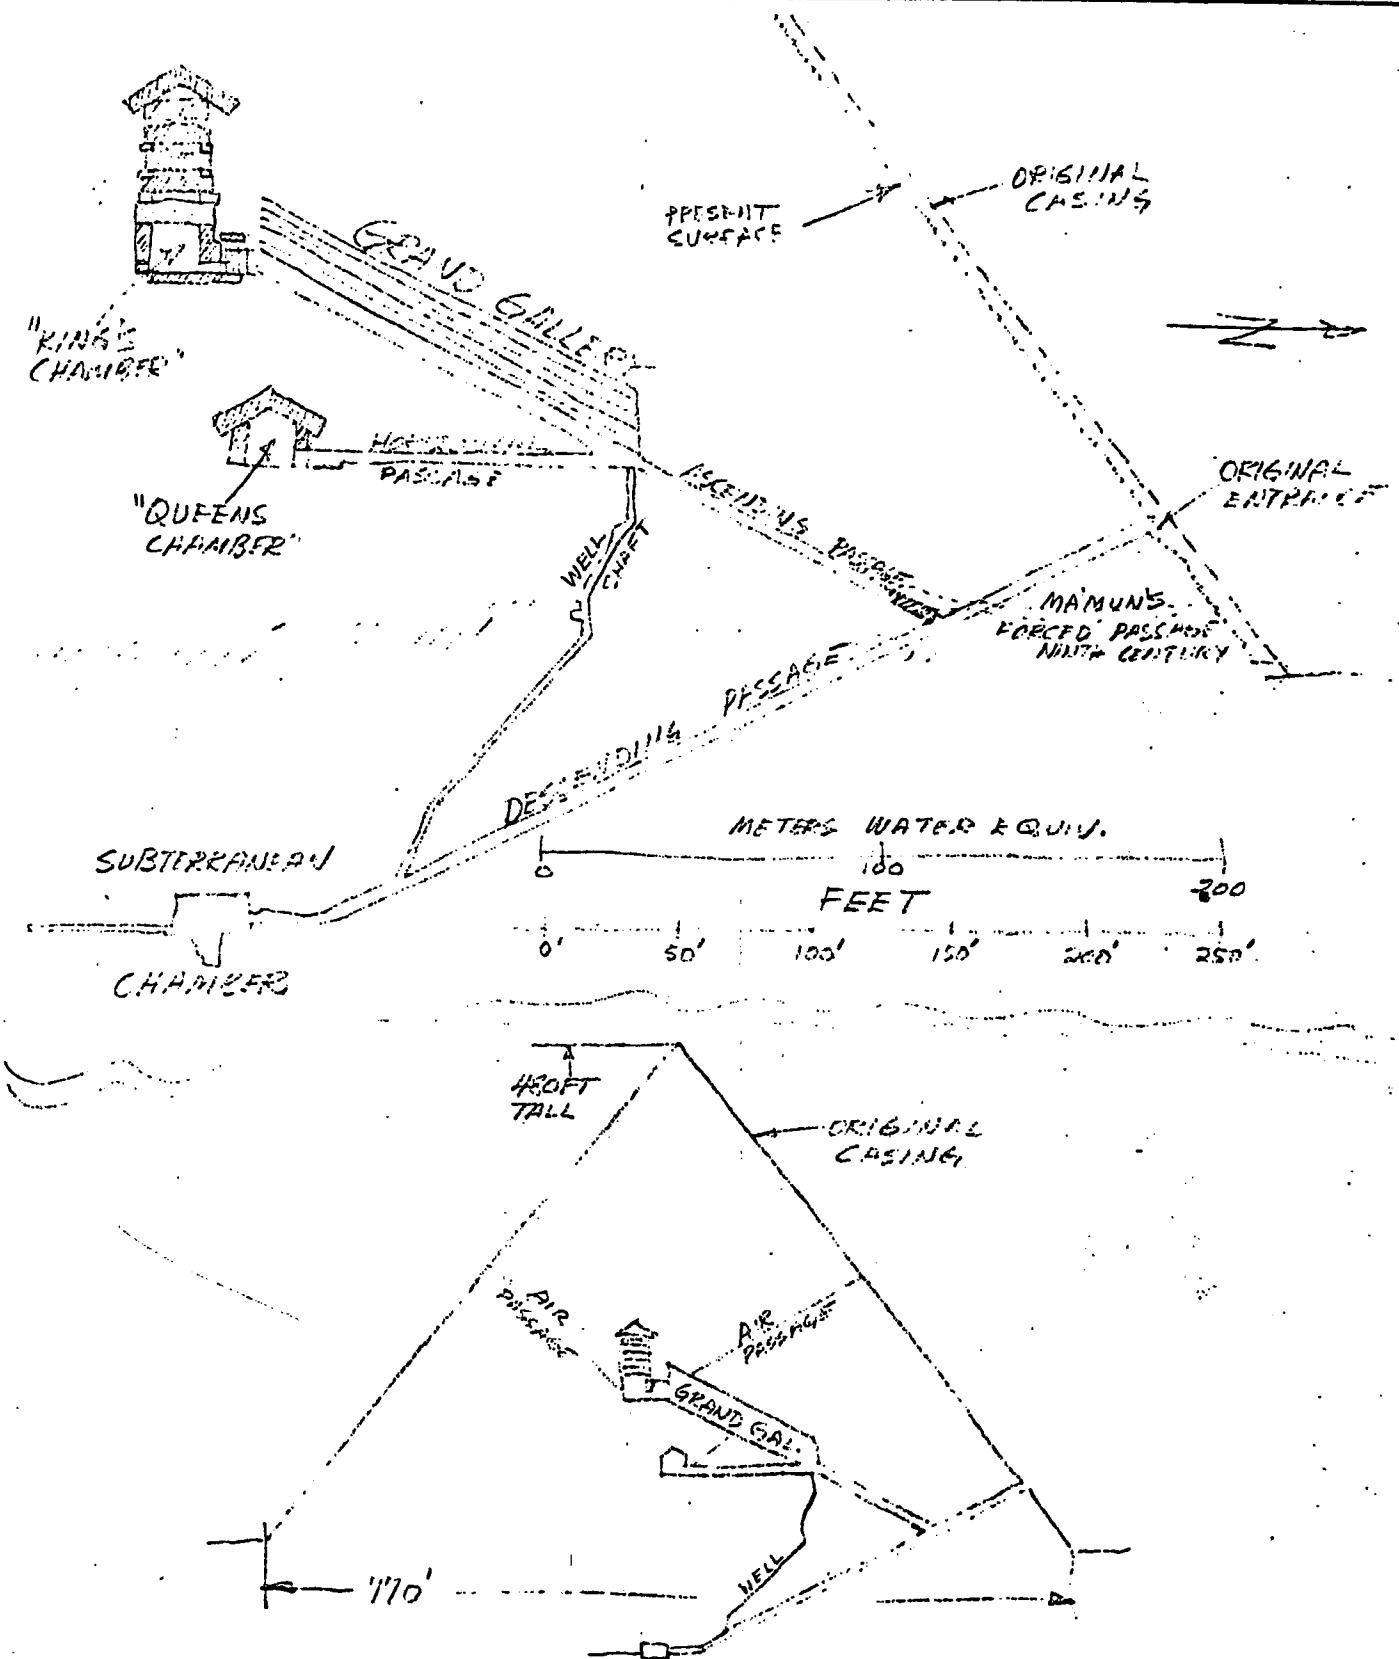 PRESENT
SURFACE
ORIGINAL
CASING
GRAND GALLERY
N
"KING'S
CHAMBER"
HORIZONTAL
PASSAGE
"QUEENS
CHAMBER"
ASCENDING PASSAGE
ORIGINAL
ENTRANCE
WELL
SHAFT
MA'MUN'S
FORCED PASSAGE
NINTH CENTURY
DESCENDING PASSAGE
METERS WATER EQUIV.
0 100 200
FEET
0' 50' 100' 150' 200' 250'
SUBTERRANEAN
CHAMBER
480FT
TALL
ORIGINAL
CASING
AIR
PASSAGE
AIR
PASSAGE
GRAND GAL.
WELL
770'